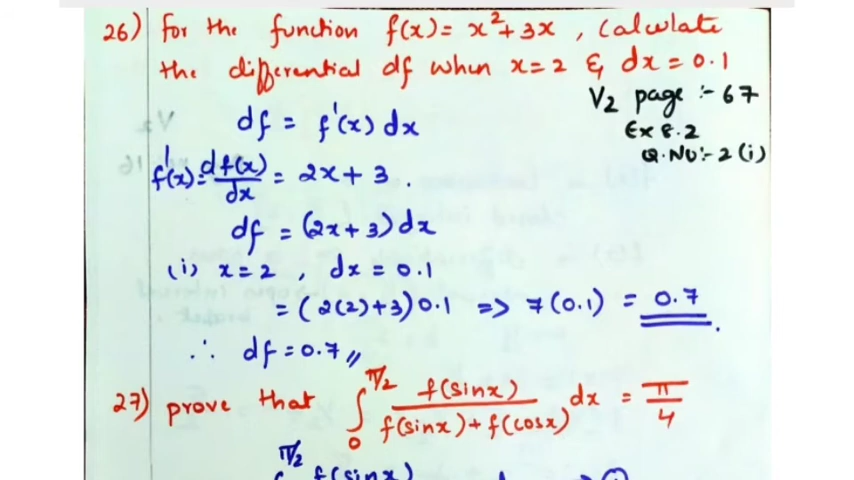 26) For the function f(x) = x² + 3x , calculate
the differential df when x = 2 & dx = 0.1
V2 page :- 67
Ex 8.2
Q.No:- 2 (i)
df = f'(x) dx
f'(x) = df(x)/dx = 2x + 3 .
df = (2x + 3) dx
(i) x = 2 , dx = 0.1
= (2(2) + 3) 0.1 => 7 (0.1) = 0.7 .
∴ df = 0.7 //
27) prove that ∫₀^π/2 f(sinx) / f(sinx) + f(cosx) dx = π/4
π/2 f(sinx)